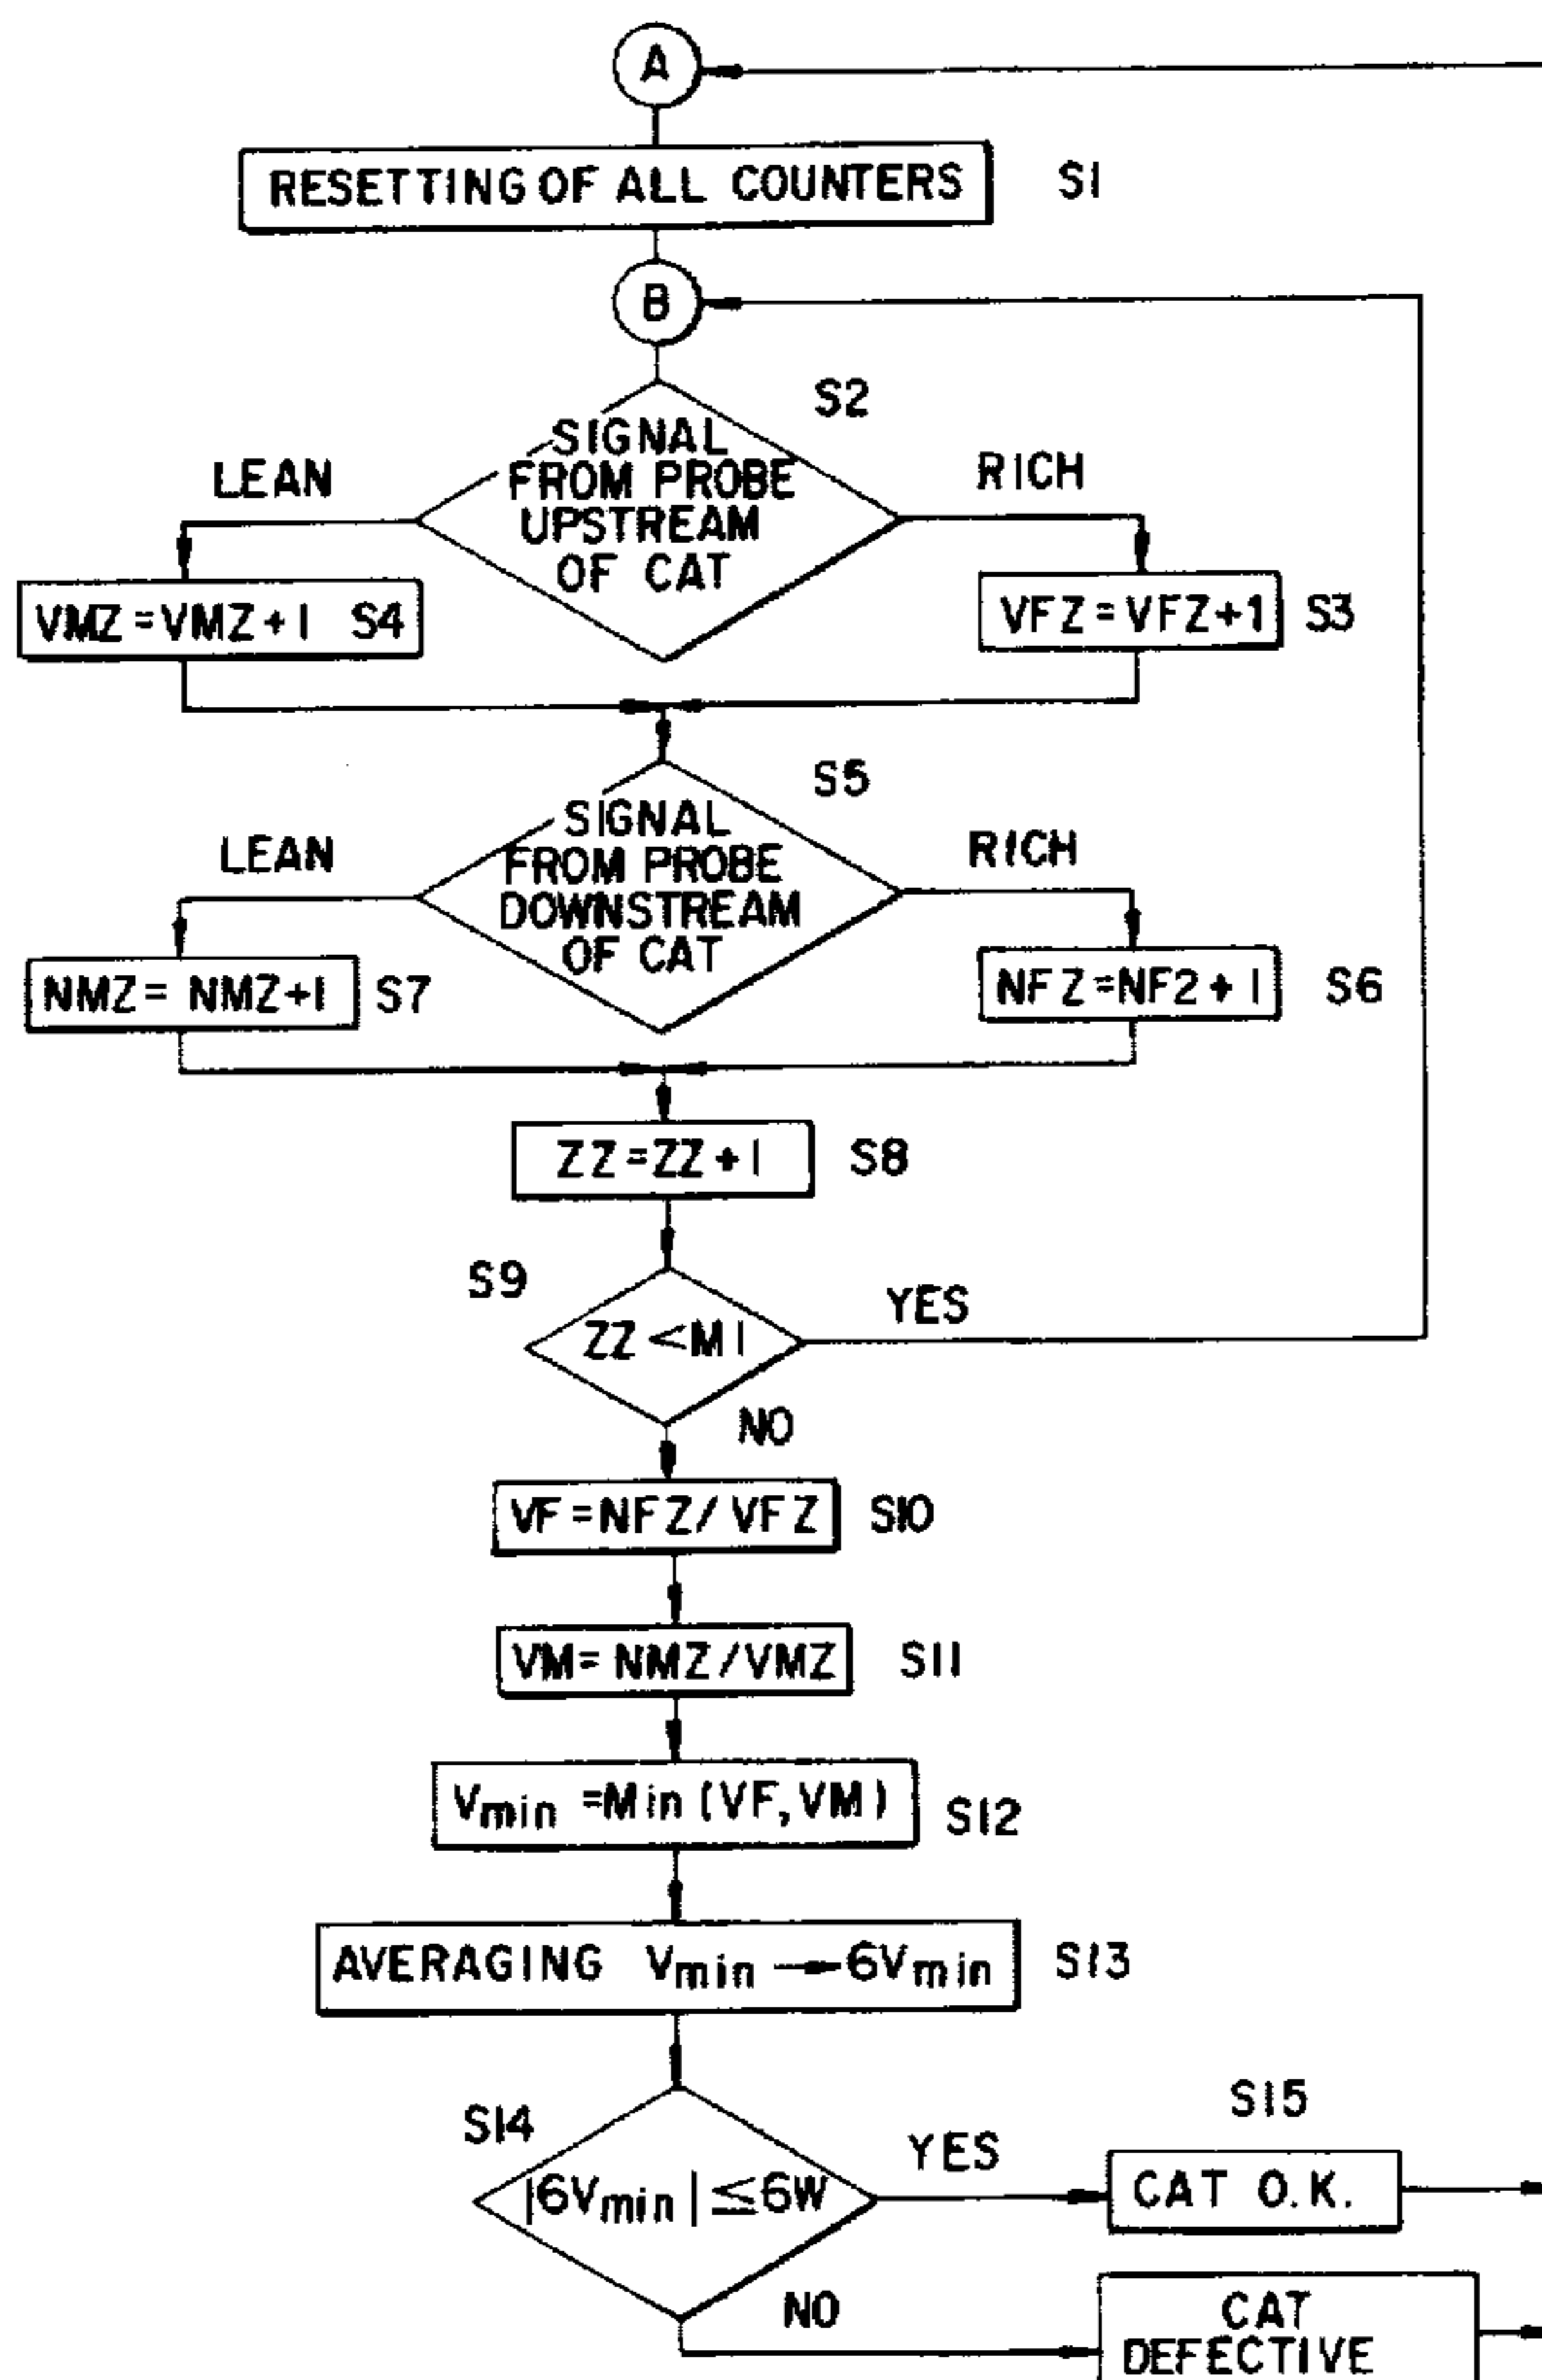 A
RESETTING OF ALL COUNTERS S1
B
S2
SIGNAL
FROM PROBE
UPSTREAM
OF CAT
LEAN
RICH
VMZ = VMZ + 1 S4
VFZ = VFZ + 1 S3
S5
SIGNAL
FROM PROBE
DOWNSTREAM
OF CAT
LEAN
RICH
NMZ = NMZ + 1 S7
NFZ = NF2 + 1 S6
ZZ = ZZ + 1 S8
S9
ZZ < M1
YES
NO
VF = NFZ / VFZ S10
VM = NMZ / VMZ S11
Vmin = Min (VF, VM) S12
AVERAGING Vmin → 6Vmin S13
S14
|6Vmin| ≦ 6W
YES
S15
CAT O.K.
NO
CAT
DEFECTIVE